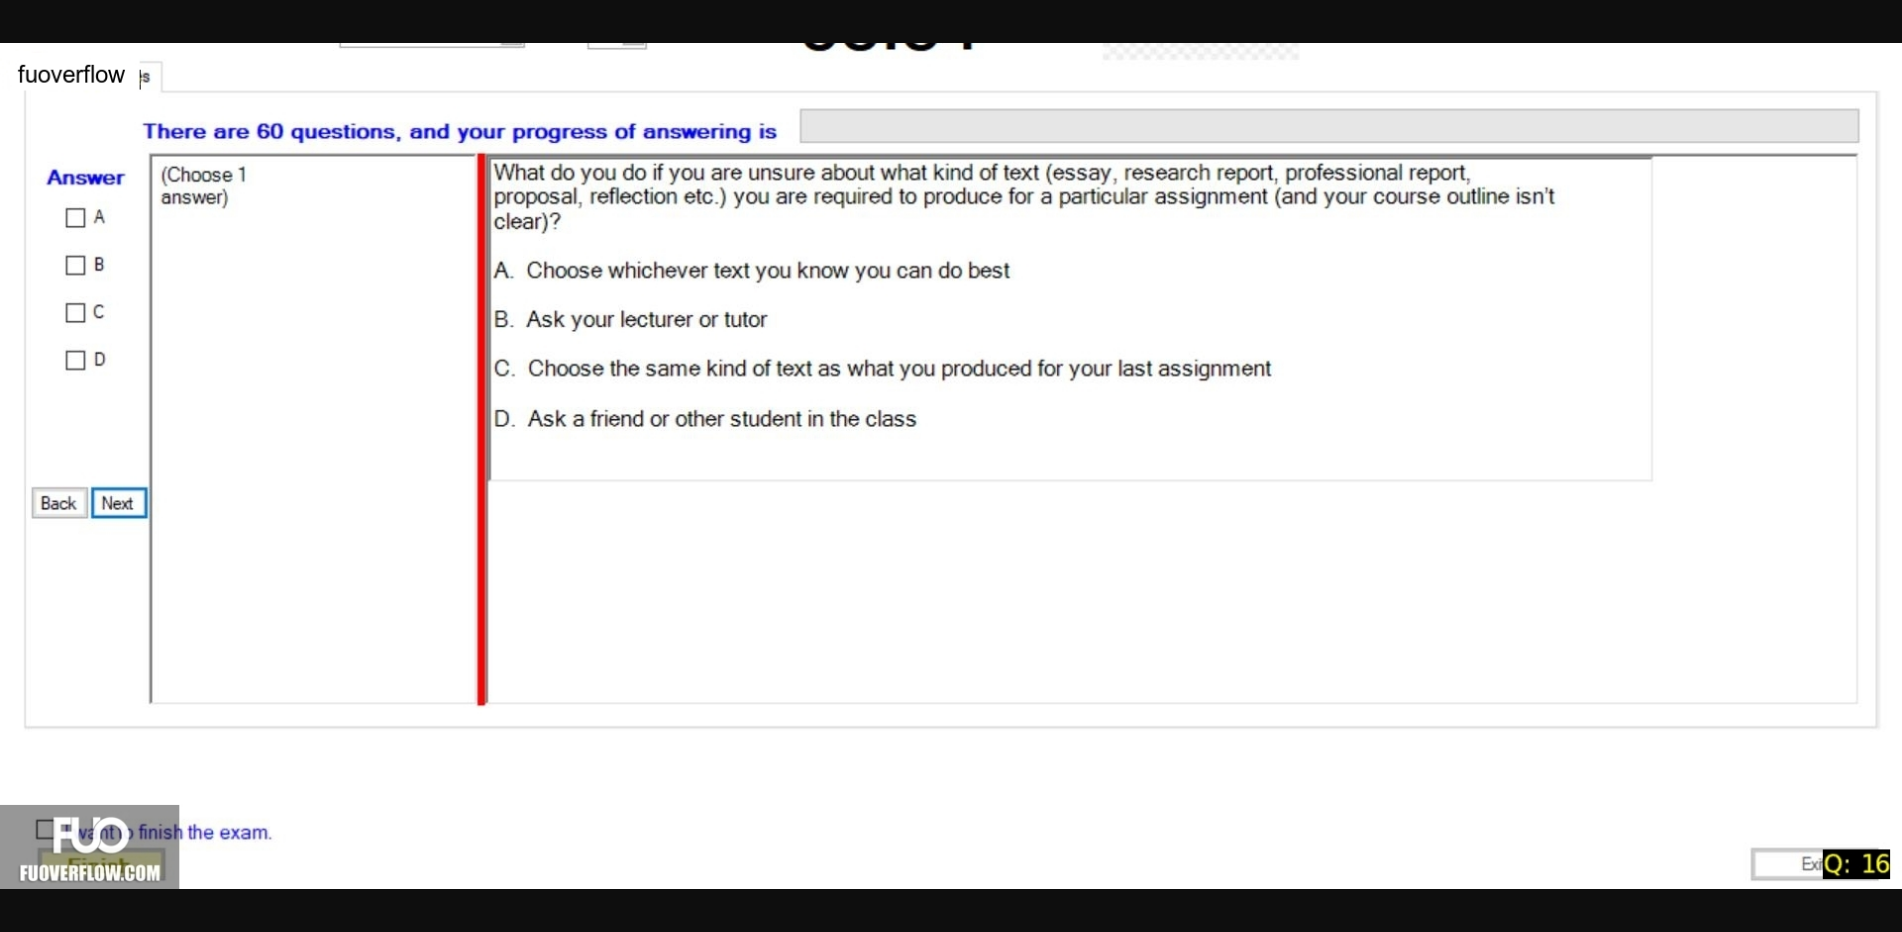 fuoverflow
There are 60 questions, and your progress of answering is
Answer
(Choose 1
answer)
A
B
C
D
What do you do if you are unsure about what kind of text (essay, research report, professional report,
proposal, reflection etc.) you are required to produce for a particular assignment (and your course outline isn't
clear)?
A. Choose whichever text you know you can do best
B. Ask your lecturer or tutor
C. Choose the same kind of text as what you produced for your last assignment
D. Ask a friend or other student in the class
Back Next
want to finish the exam.
FUO
Finish
FUOVERFLOW.COM
Q: 16